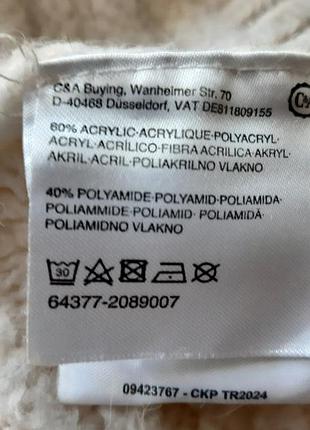 C&A Buying, Wanheimer Str. 70
D-40468 Düsseldorf, VAT DE811809155
60% ACRYLIC-ACRYLIQUE-POLYACRYL-
ACRYL-ACRÍLICO-FIBRA ACRILICA-AKRYL-
AKRIL-ACRIL-POLIAKRILNO VLAKNO
40% POLYAMIDE-POLYAMID-POLIAMIDA-
POLIAMMIDE-POLIAMID- POLIAMIDĂ-
POLIAMIDNO VLAKNO
30
64377-2089007
09423767 - CKP TR2024